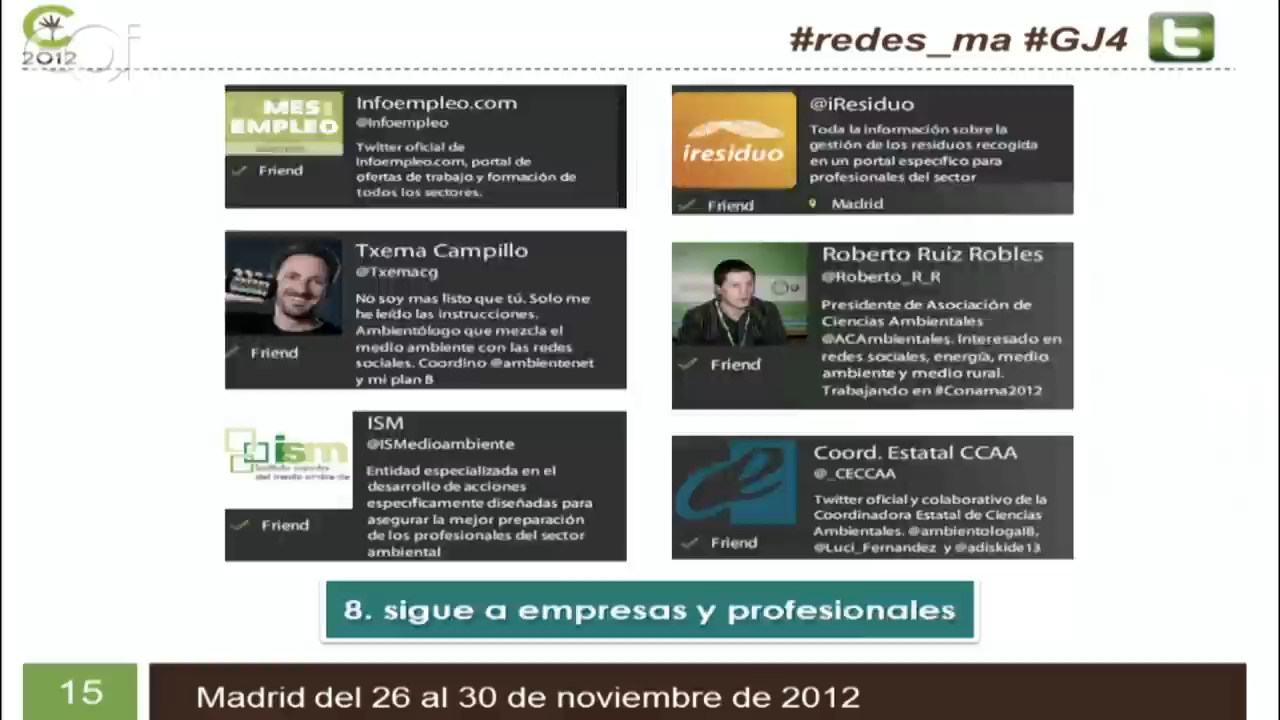 2012
#redes_ma #GJ4
MES
EMPLEO
Infoempleo.com
@Infoempleo
Twitter oficial de
Infoempleo.com, portal de
ofertas de trabajo y formación de
todos los sectores.
Friend
iresiduo
@iResiduo
Toda la información sobre la
gestión de los residuos recogida
en un portal específico para
profesionales del sector
Friend
Madrid
Txema Campillo
@Txemacg
No soy mas listo que tú. Solo me
he leído las instrucciones.
Ambientólogo que mezcla el
medio ambiente con las redes
sociales. Coordino @ambientenet
y mi plan B
Friend
Roberto Ruiz Robles
@Roberto_R_R
Presidente de Asociación de
Ciencias Ambientales
@ACAmbientales. Interesado en
redes sociales, energía, medio
ambiente y medio rural.
Trabajando en #Conama2012
Friend
ism
ISM
@ISMedioambiente
Entidad especializada en el
desarrollo de acciones
específicamente diseñadas para
asegurar la mejor preparación
de los profesionales del sector
ambiental
Friend
Coord. Estatal CCAA
@_CECCAA
Twitter oficial y colaborativo de la
Coordinadora Estatal de Ciencias
Ambientales. @ambientologal8,
@Luci_Fernandez y @adiskide13
Friend
8. sigue a empresas y profesionales
15
Madrid del 26 al 30 de noviembre de 2012